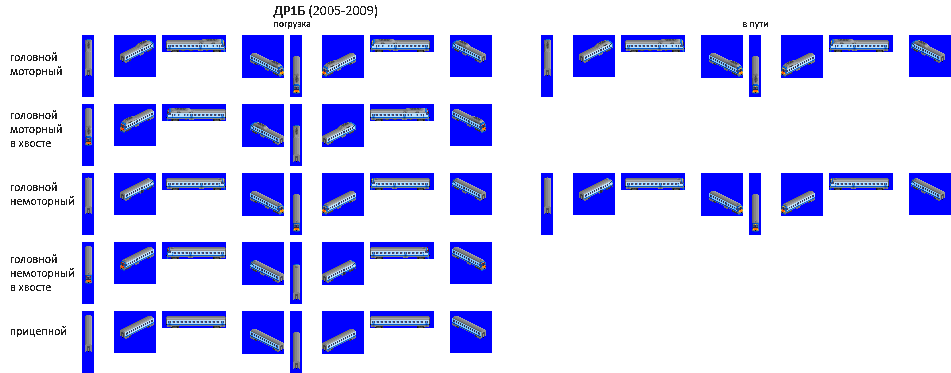 ДР1Б (2005-2009)
погрузка
в пути
головной
моторный
головной
моторный
в хвосте
головной
немоторный
головной
немоторный
в хвосте
прицепной